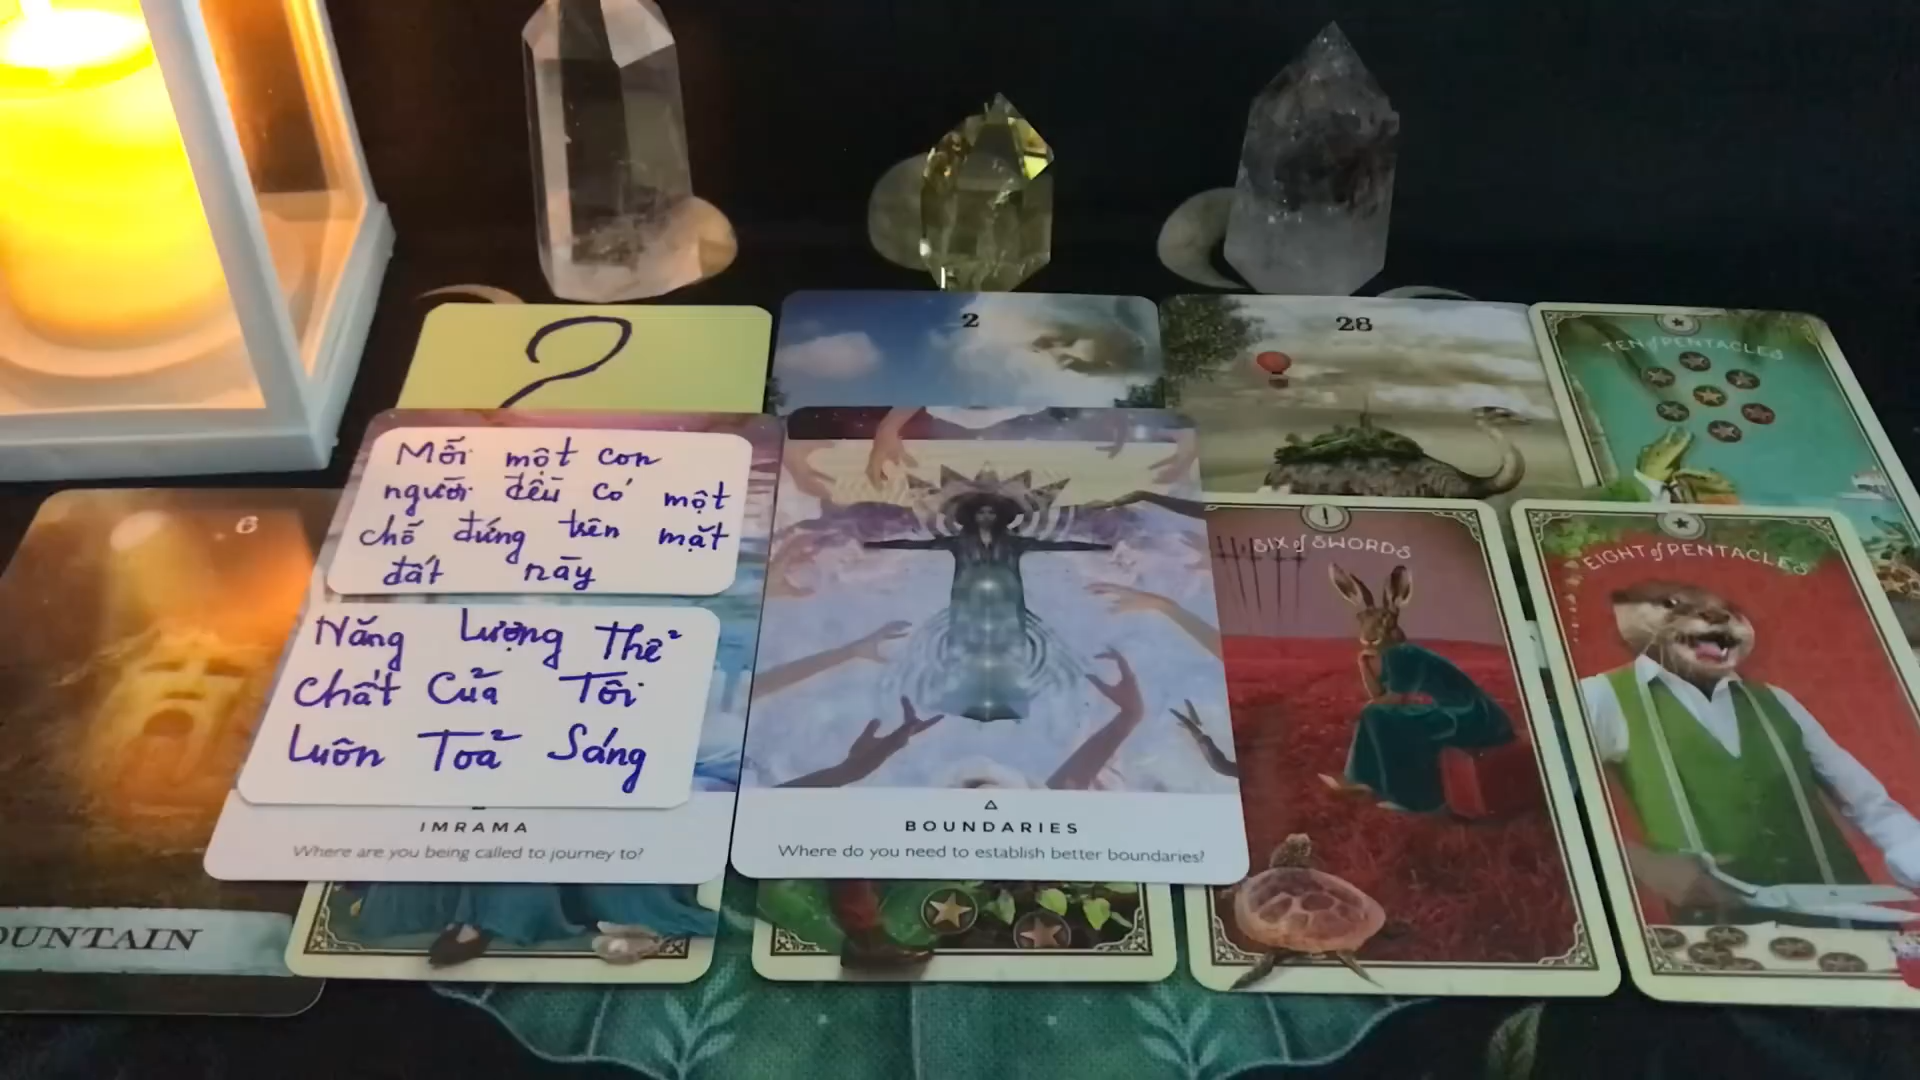 ?
2
28
TEN of PENTACLES
6
Mỗi một con
người đều có một
chỗ đứng trên mặt
đất này
Năng Lượng Thể
Chất Của Tôi
Luôn Toả Sáng
IMRAMA
Where are you being called to journey to?
BOUNDARIES
Where do you need to establish better boundaries?
SIX of SWORDS
EIGHT of PENTACLES
OUNTAIN